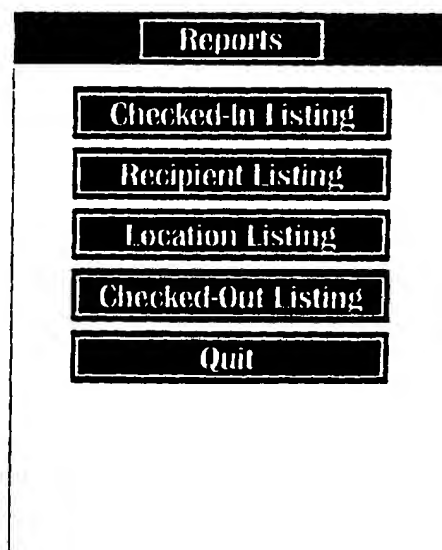 Reports
Checked-In Listing
Recipient Listing
Location Listing
Checked-Out Listing
Quit